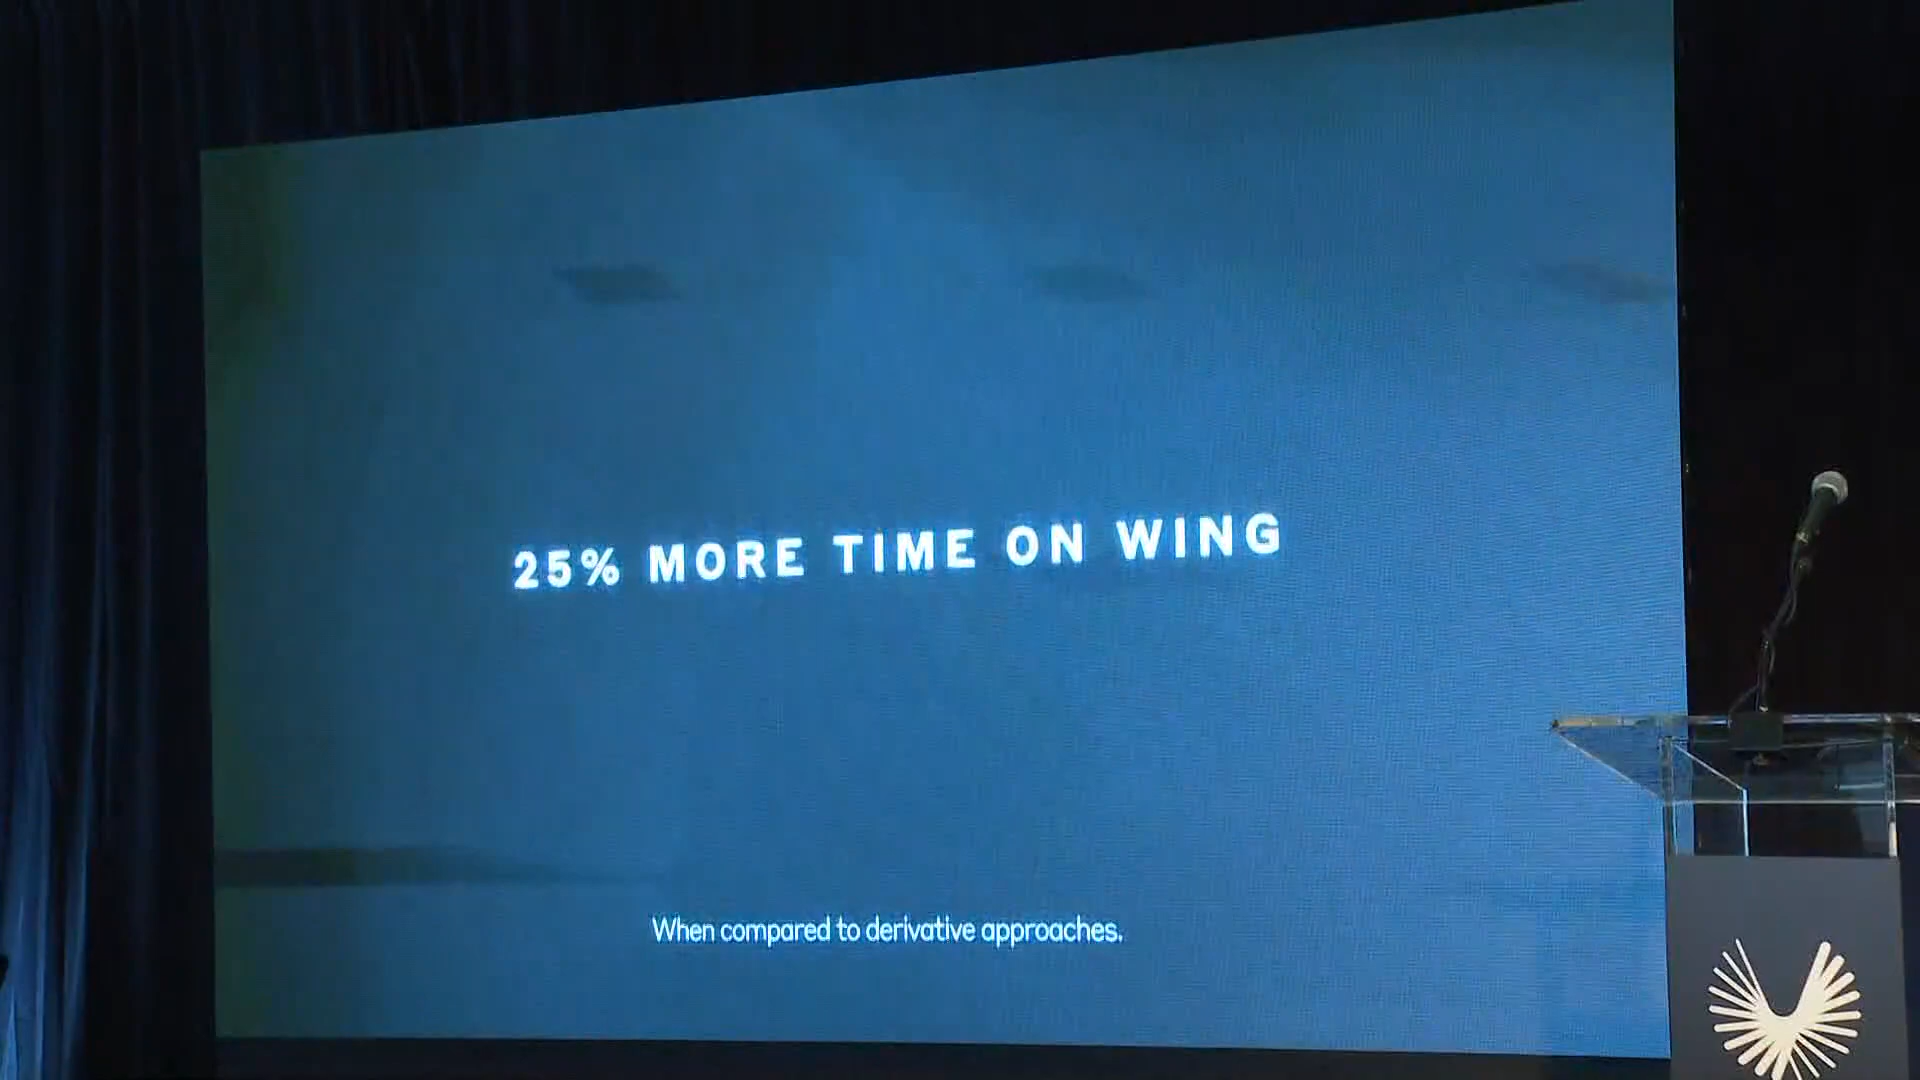 25% MORE TIME ON WING
When compared to derivative approaches.